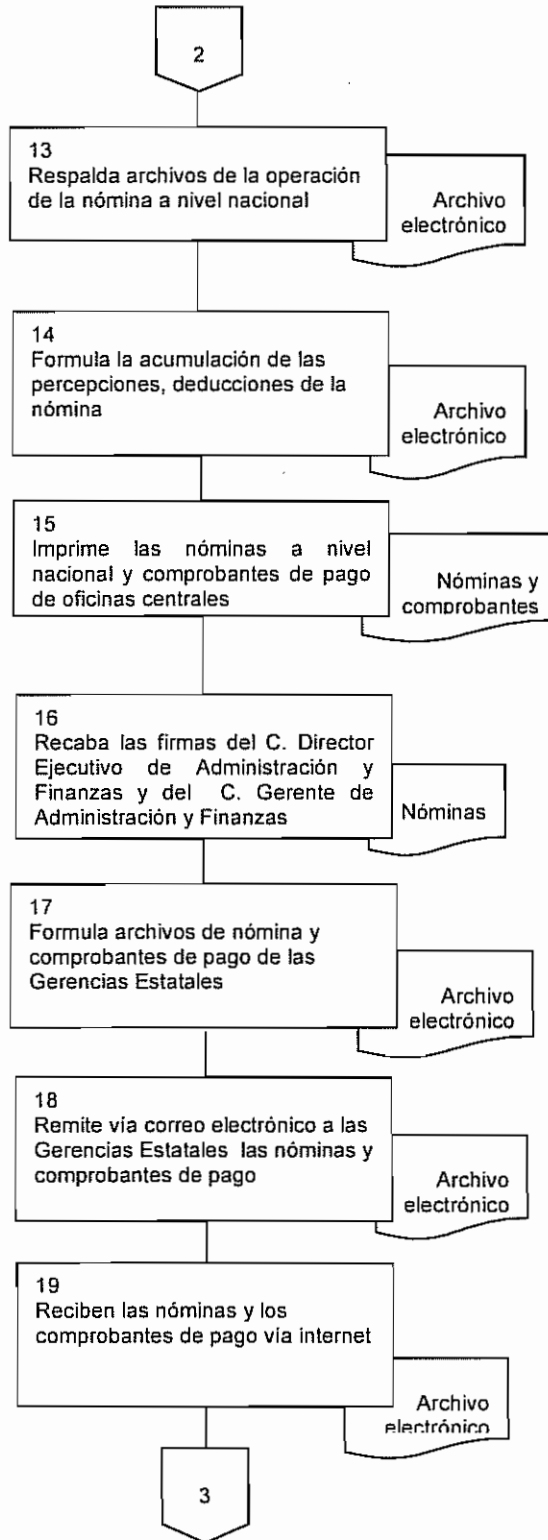 2
13
Respalda archivos de la operación
de la nómina a nivel nacional
Archivo
electrónico
14
Formula la acumulación de las
percepciones, deducciones de la
nómina
Archivo
electrónico
15
Imprime las nóminas a nivel
nacional y comprobantes de pago
de oficinas centrales
Nóminas y
comprobantes
16
Recaba las firmas del C. Director
Ejecutivo de Administración y
Finanzas y del C. Gerente de
Administración y Finanzas
Nóminas
17
Formula archivos de nómina y
comprobantes de pago de las
Gerencias Estatales
Archivo
electrónico
18
Remite vía correo electrónico a las
Gerencias Estatales las nóminas y
comprobantes de pago
Archivo
electrónico
19
Reciben las nóminas y los
comprobantes de pago vía internet
Archivo
electrónico
3